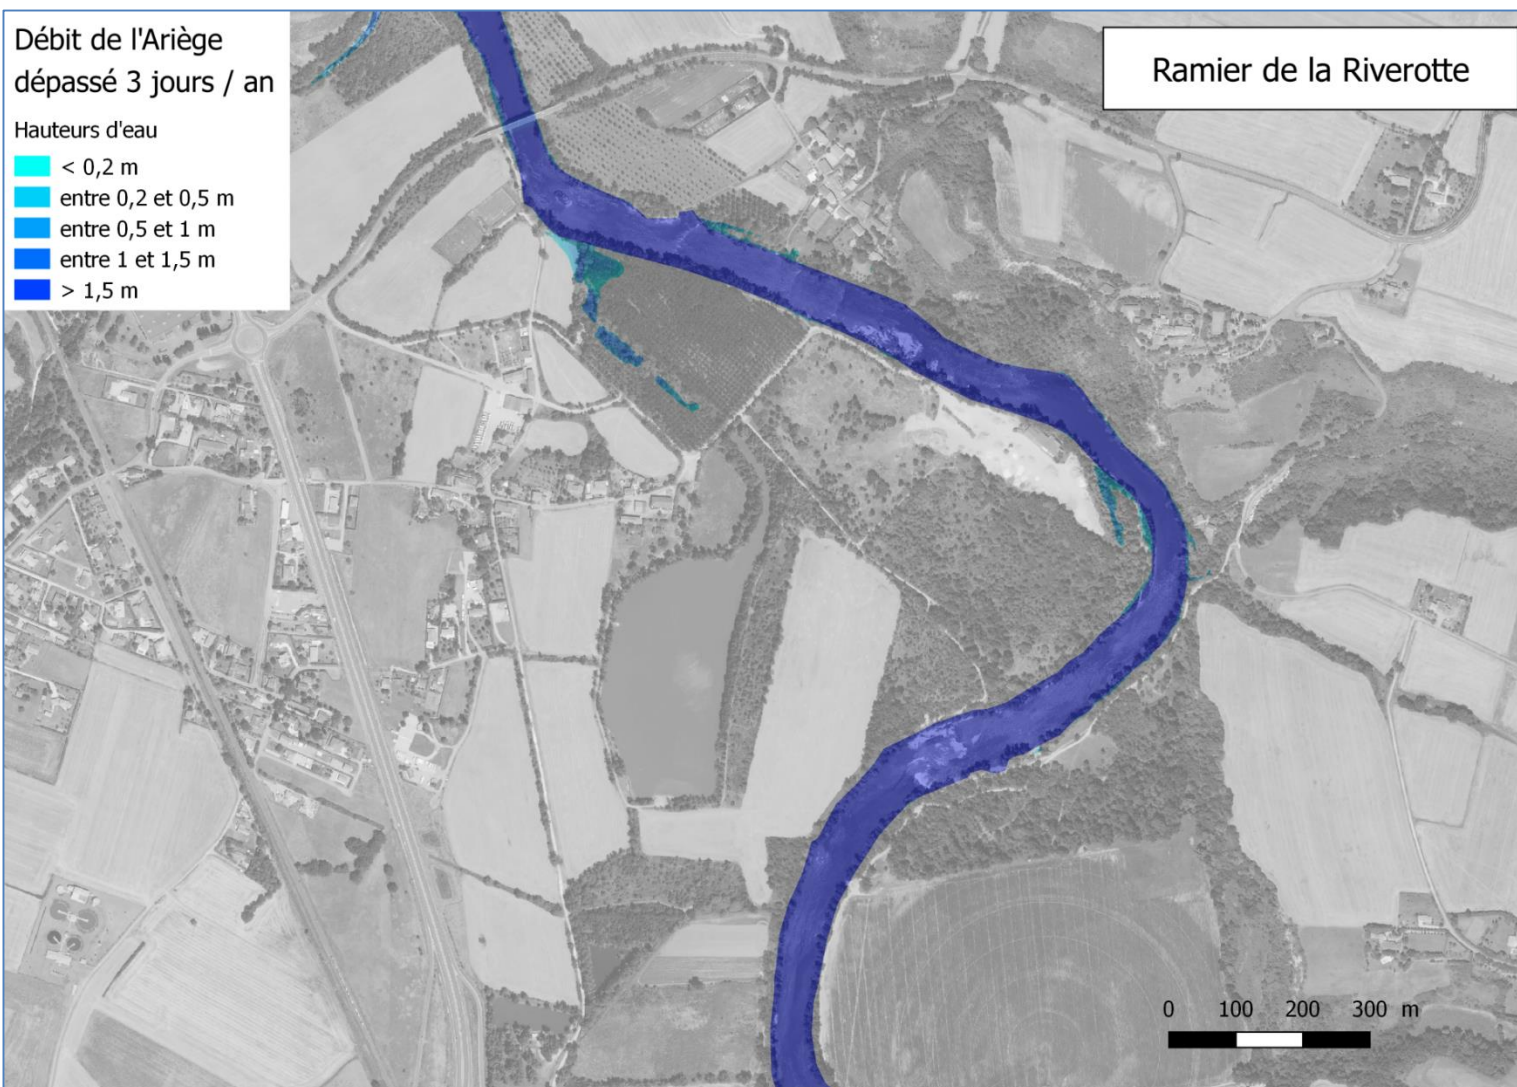 Débit de l'Ariège
dépassé 3 jours / an
Hauteurs d'eau
< 0,2 m
entre 0,2 et 0,5 m
entre 0,5 et 1 m
entre 1 et 1,5 m
> 1,5 m
Ramier de la Riverotte
0 100 200 300 m